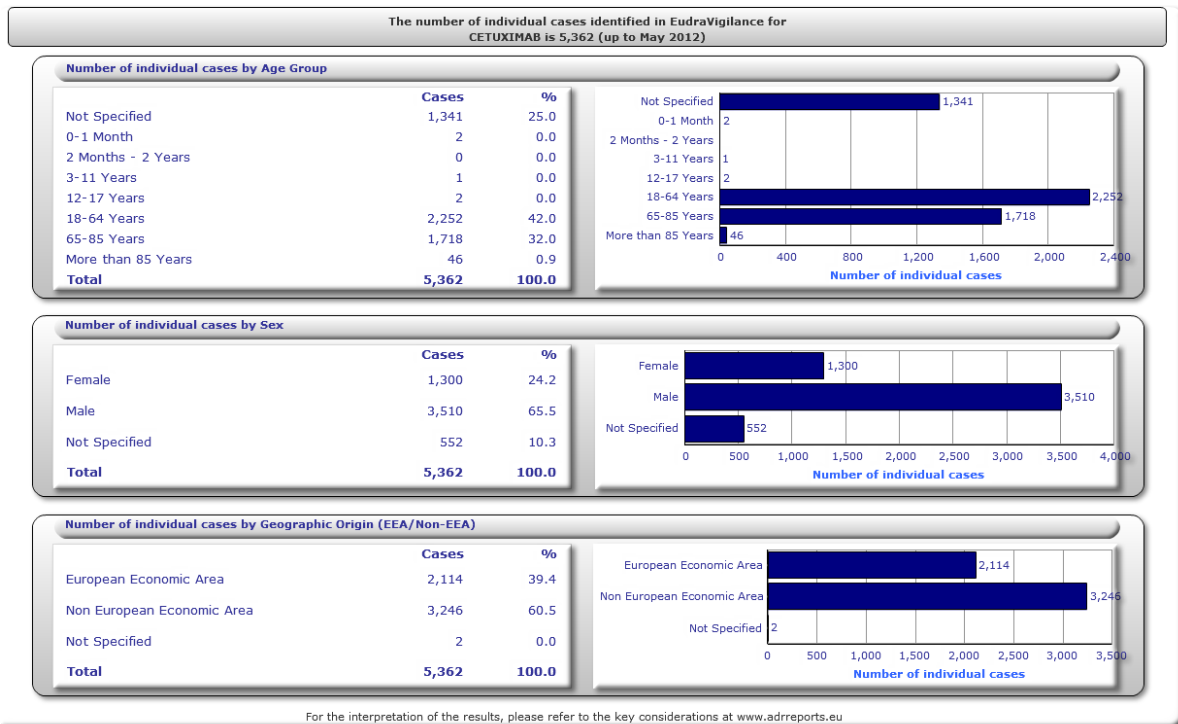 The number of individual cases identified in EudraVigilance for
CETUXIMAB is 5,362 (up to May 2012)
Number of individual cases by Age Group
Cases %
Not Specified 1,341 25.0
0-1 Month 2 0.0
2 Months - 2 Years 0 0.0
3-11 Years 1 0.0
12-17 Years 2 0.0
18-64 Years 2,252 42.0
65-85 Years 1,718 32.0
More than 85 Years 46 0.9
Total 5,362 100.0
Not Specified 1,341
0-1 Month 2
2 Months - 2 Years
3-11 Years 1
12-17 Years 2
18-64 Years 2,252
65-85 Years 1,718
More than 85 Years 46
0 400 800 1,200 1,600 2,000 2,400
Number of individual cases
Number of individual cases by Sex
Cases %
Female 1,300 24.2
Male 3,510 65.5
Not Specified 552 10.3
Total 5,362 100.0
Female 1,300
Male 3,510
Not Specified 552
0 500 1,000 1,500 2,000 2,500 3,000 3,500 4,000
Number of individual cases
Number of individual cases by Geographic Origin (EEA/Non-EEA)
Cases %
European Economic Area 2,114 39.4
Non European Economic Area 3,246 60.5
Not Specified 2 0.0
Total 5,362 100.0
European Economic Area 2,114
Non European Economic Area 3,246
Not Specified 2
0 500 1,000 1,500 2,000 2,500 3,000 3,500
Number of individual cases
For the interpretation of the results, please refer to the key considerations at www.adrreports.eu